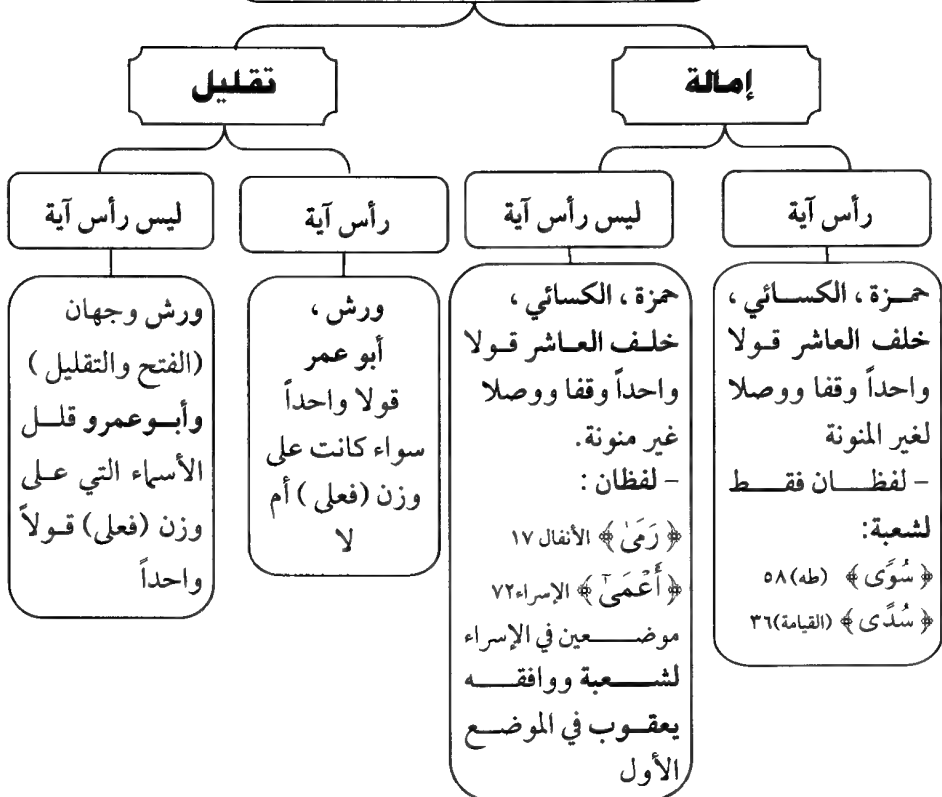 إمالة
تقليل
رأس آية
ليس رأس آية
رأس آية
ليس رأس آية
حمزة ، الكسائي ،
خلف العاشر قولا
واحداً وقفا ووصلا
لغير المنونة
– لفظان فقط
لشعبة:
﴿ سُوًى ﴾ (طه) ٥٨
﴿ سُدًى ﴾ (القيامة) ٣٦
حمزة ، الكسائي ،
خلف العاشر قولا
واحداً وقفا ووصلا
غير منونة.
– لفظان :
﴿ رَمَىٰ ﴾ الأنفال ١٧
﴿ أَعْمَىٰٓ ﴾ الإسراء ٧٢
موضعين في الإسراء
لشعبة ووافقه
يعقوب في الموضع
الأول
ورش ،
أبو عمر
قولا واحداً
سواء كانت على
وزن (فعلى) أم
لا
ورش وجهان
(الفتح والتقليل)
وأبوعمرو قلل
الأسماء التي على
وزن (فعلى) قولاً
واحداً